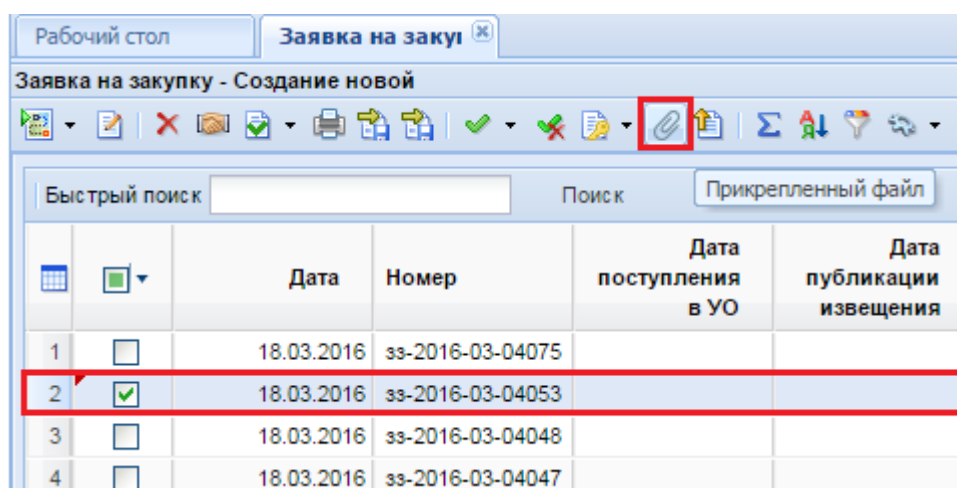 Рабочий стол Заявка на закуı
Заявка на закупку - Создание новой
Быстрый поиск Поиск Прикрепленный файл
Дата Номер Дата поступления в УО Дата публикации извещения
1 18.03.2016 зз-2016-03-04075
2 18.03.2016 зз-2016-03-04053
3 18.03.2016 зз-2016-03-04048
4 18.03.2016 зз-2016-03-04047